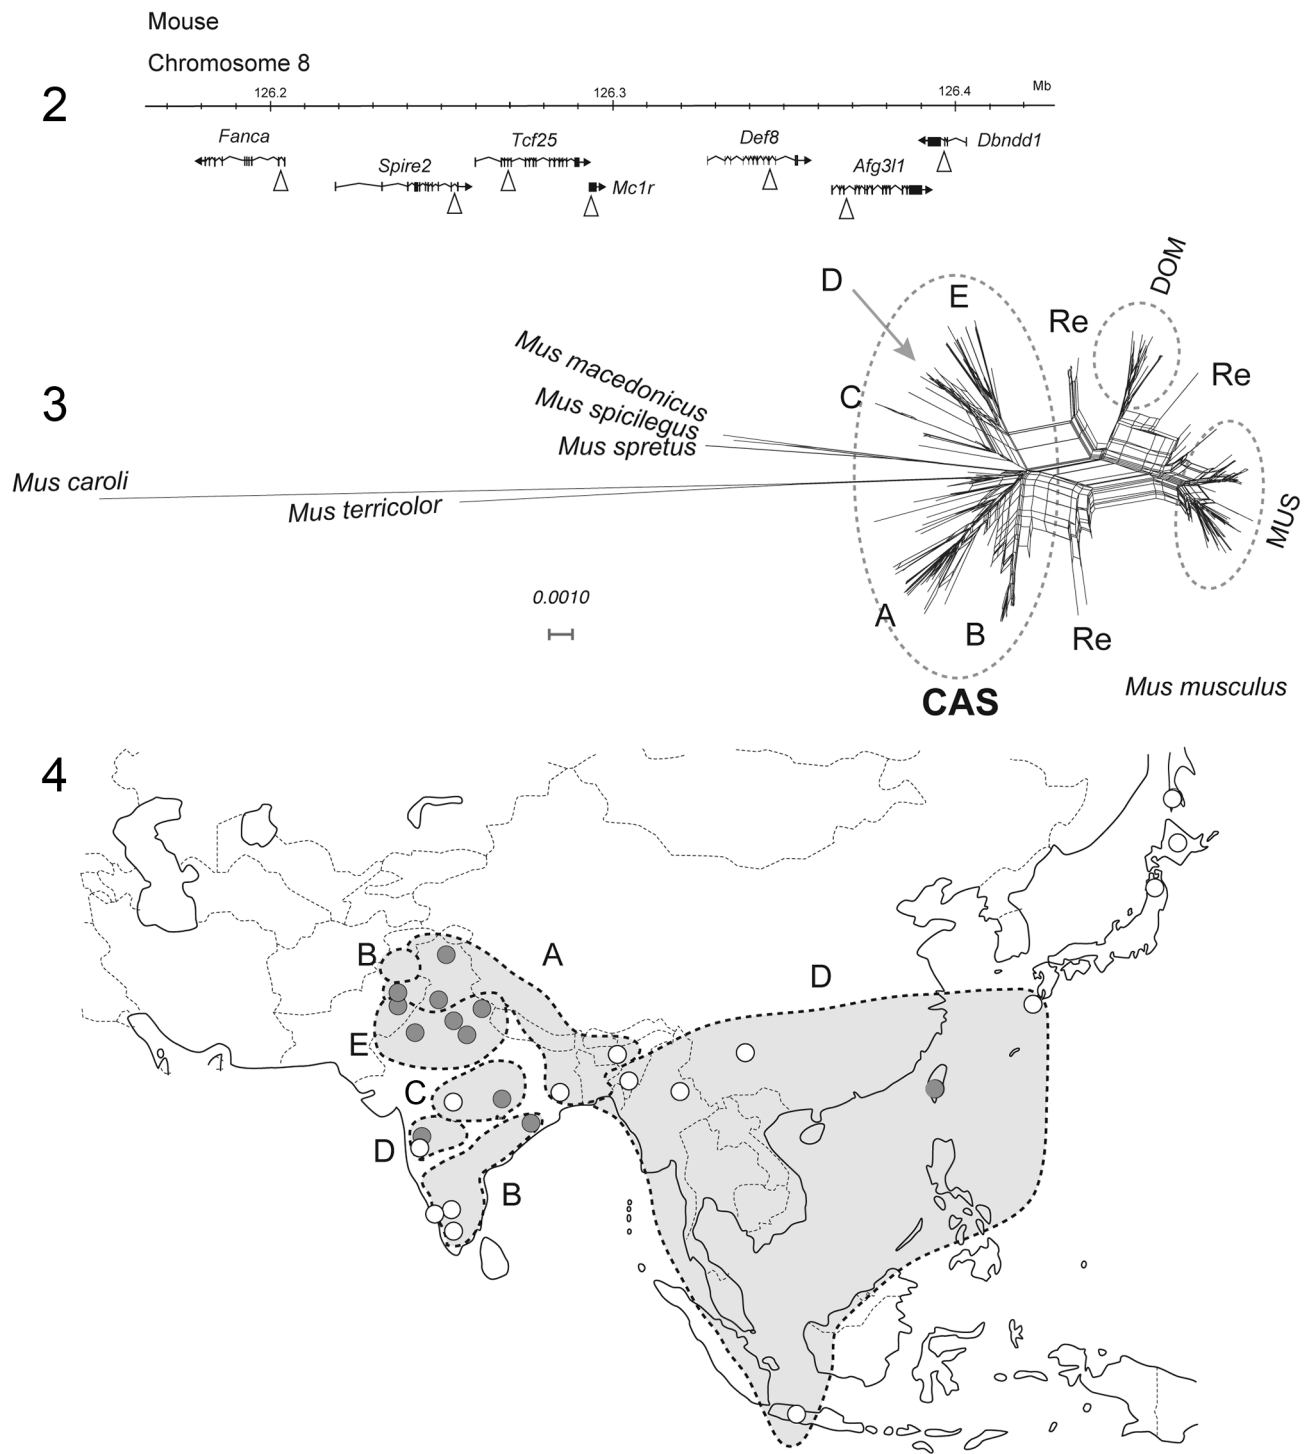 Mouse
Chromosome 8
2
126.2 126.3 126.4 Mb
Fanca Tcf25 Def8 Dbndd1
Spire2 Mc1r Afg3l1
3
D E Re DOM
Mus macedonicus
C Re
Mus spicilegus
Mus spretus
Mus caroli
Mus terricolor
MUS
0.0010
A B Re
CAS
Mus musculus
4
B A D
E
C
D
B